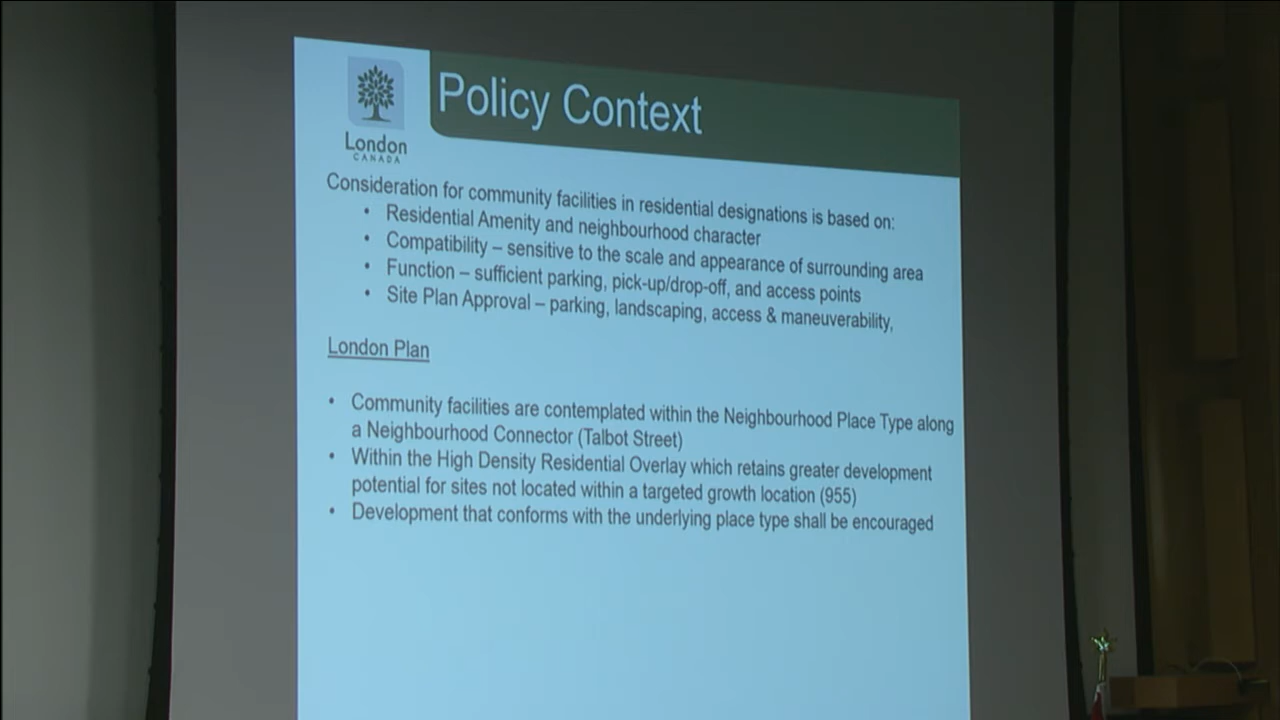 Policy Context
London
CANADA
Consideration for community facilities in residential designations is based on:
• Residential Amenity and neighbourhood character
• Compatibility – sensitive to the scale and appearance of surrounding area
• Function – sufficient parking, pick-up/drop-off, and access points
• Site Plan Approval – parking, landscaping, access & maneuverability,
London Plan
• Community facilities are contemplated within the Neighbourhood Place Type along
a Neighbourhood Connector (Talbot Street)
• Within the High Density Residential Overlay which retains greater development
potential for sites not located within a targeted growth location (955)
• Development that conforms with the underlying place type shall be encouraged